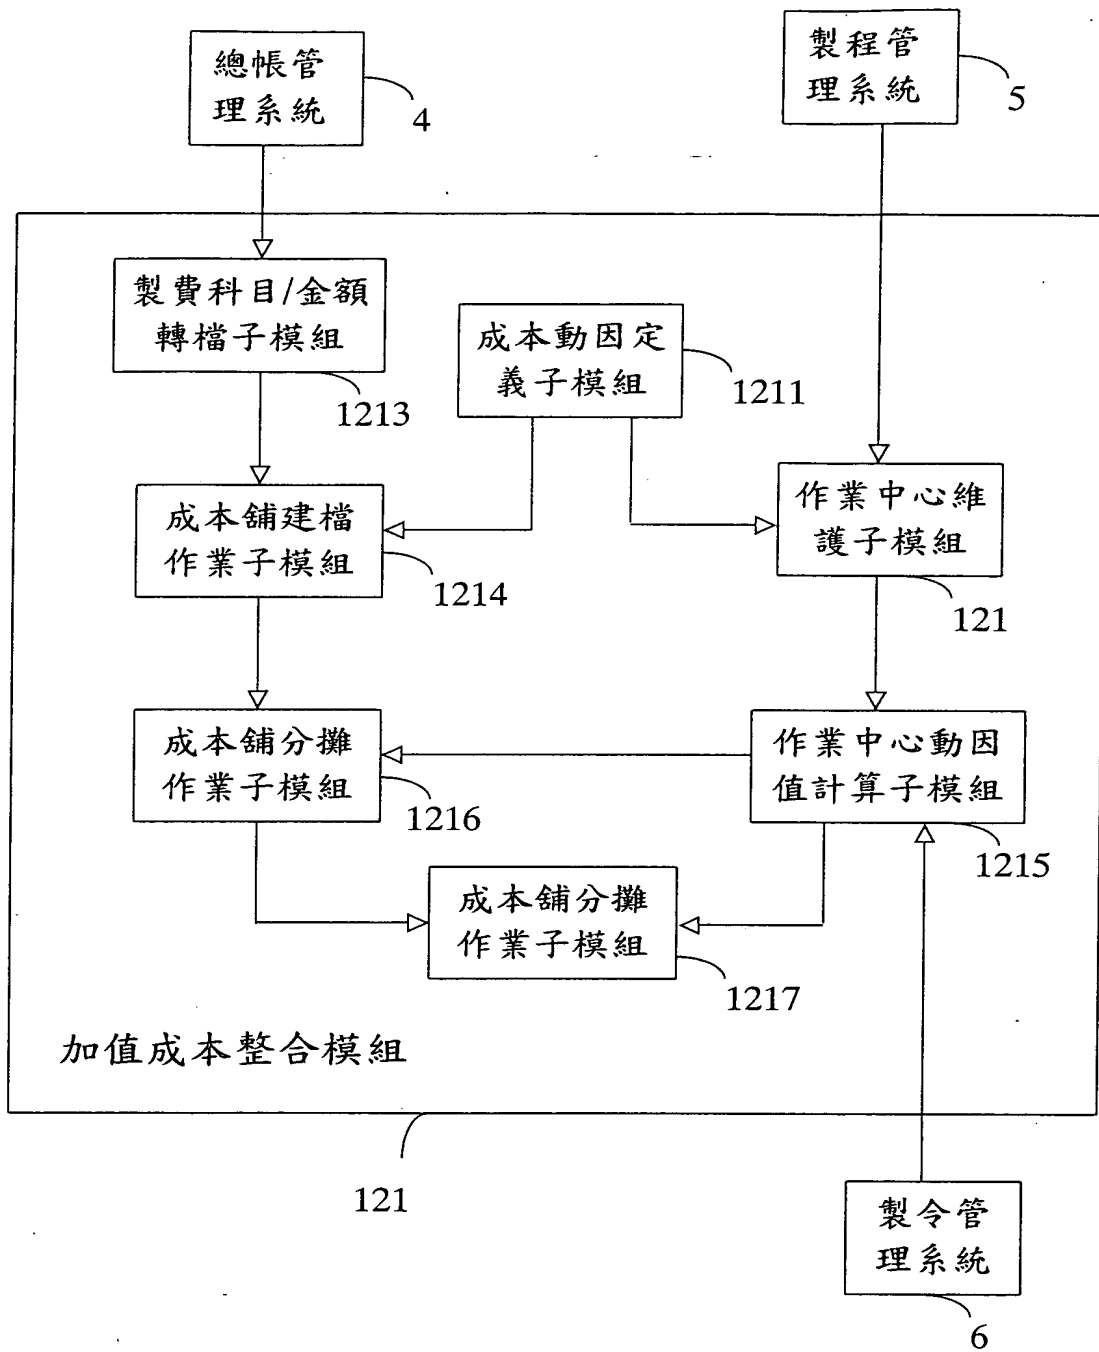 總帳管
理系統
4
製程管
理系統
5
製費科目/金額
轉檔子模組
1213
成本動因定
義子模組
1211
成本舖建檔
作業子模組
1214
作業中心維
護子模組
121
成本舖分攤
作業子模組
1216
作業中心動因
值計算子模組
1215
成本舖分攤
作業子模組
1217
加值成本整合模組
121
製令管
理系統
6